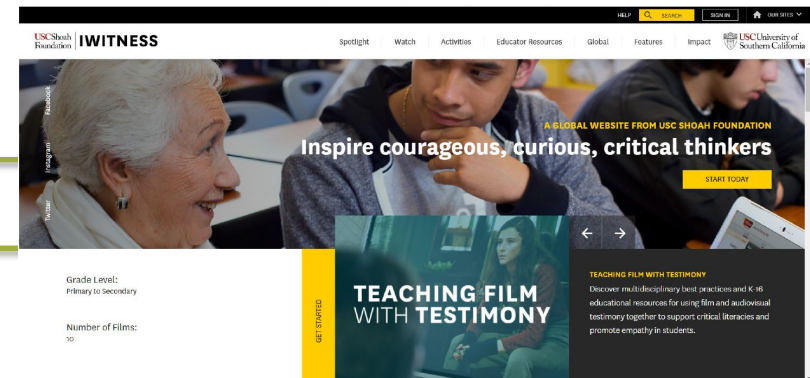 HELP
SEARCH
SIGN IN
OUR SITES
USC Shoah
Foundation
IWITNESS
Spotlight
Watch
Activities
Educator Resources
Global
Features
Impact
USC University of
Southern California
Facebook
Instagram
Twitter
A GLOBAL WEBSITE FROM USC SHOAH FOUNDATION
Inspire courageous, curious, critical thinkers
START TODAY
Grade Level:
Primary to Secondary
Number of Films:
GET STARTED
TEACHING FILM
WITH TESTIMONY
TEACHING FILM WITH TESTIMONY
Discover multidisciplinary best practices and K-16
educational resources for using film and audiovisual
testimony together to support critical literacies and
promote empathy in students.